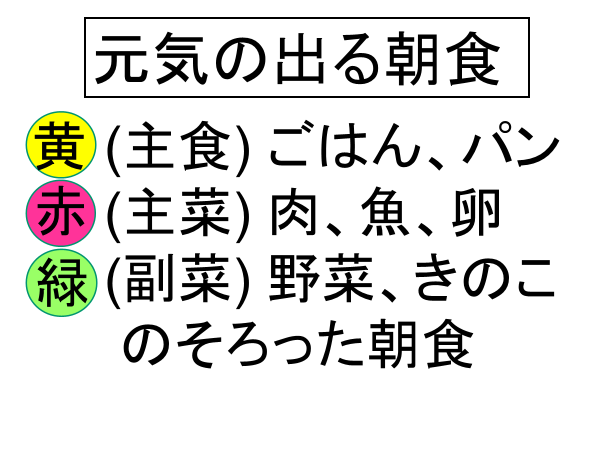 元気の出る朝食
黄(主食)ごはん、パン
赤(主菜)肉、魚、卵
緑(副菜)野菜、きのこ
のそろった朝食